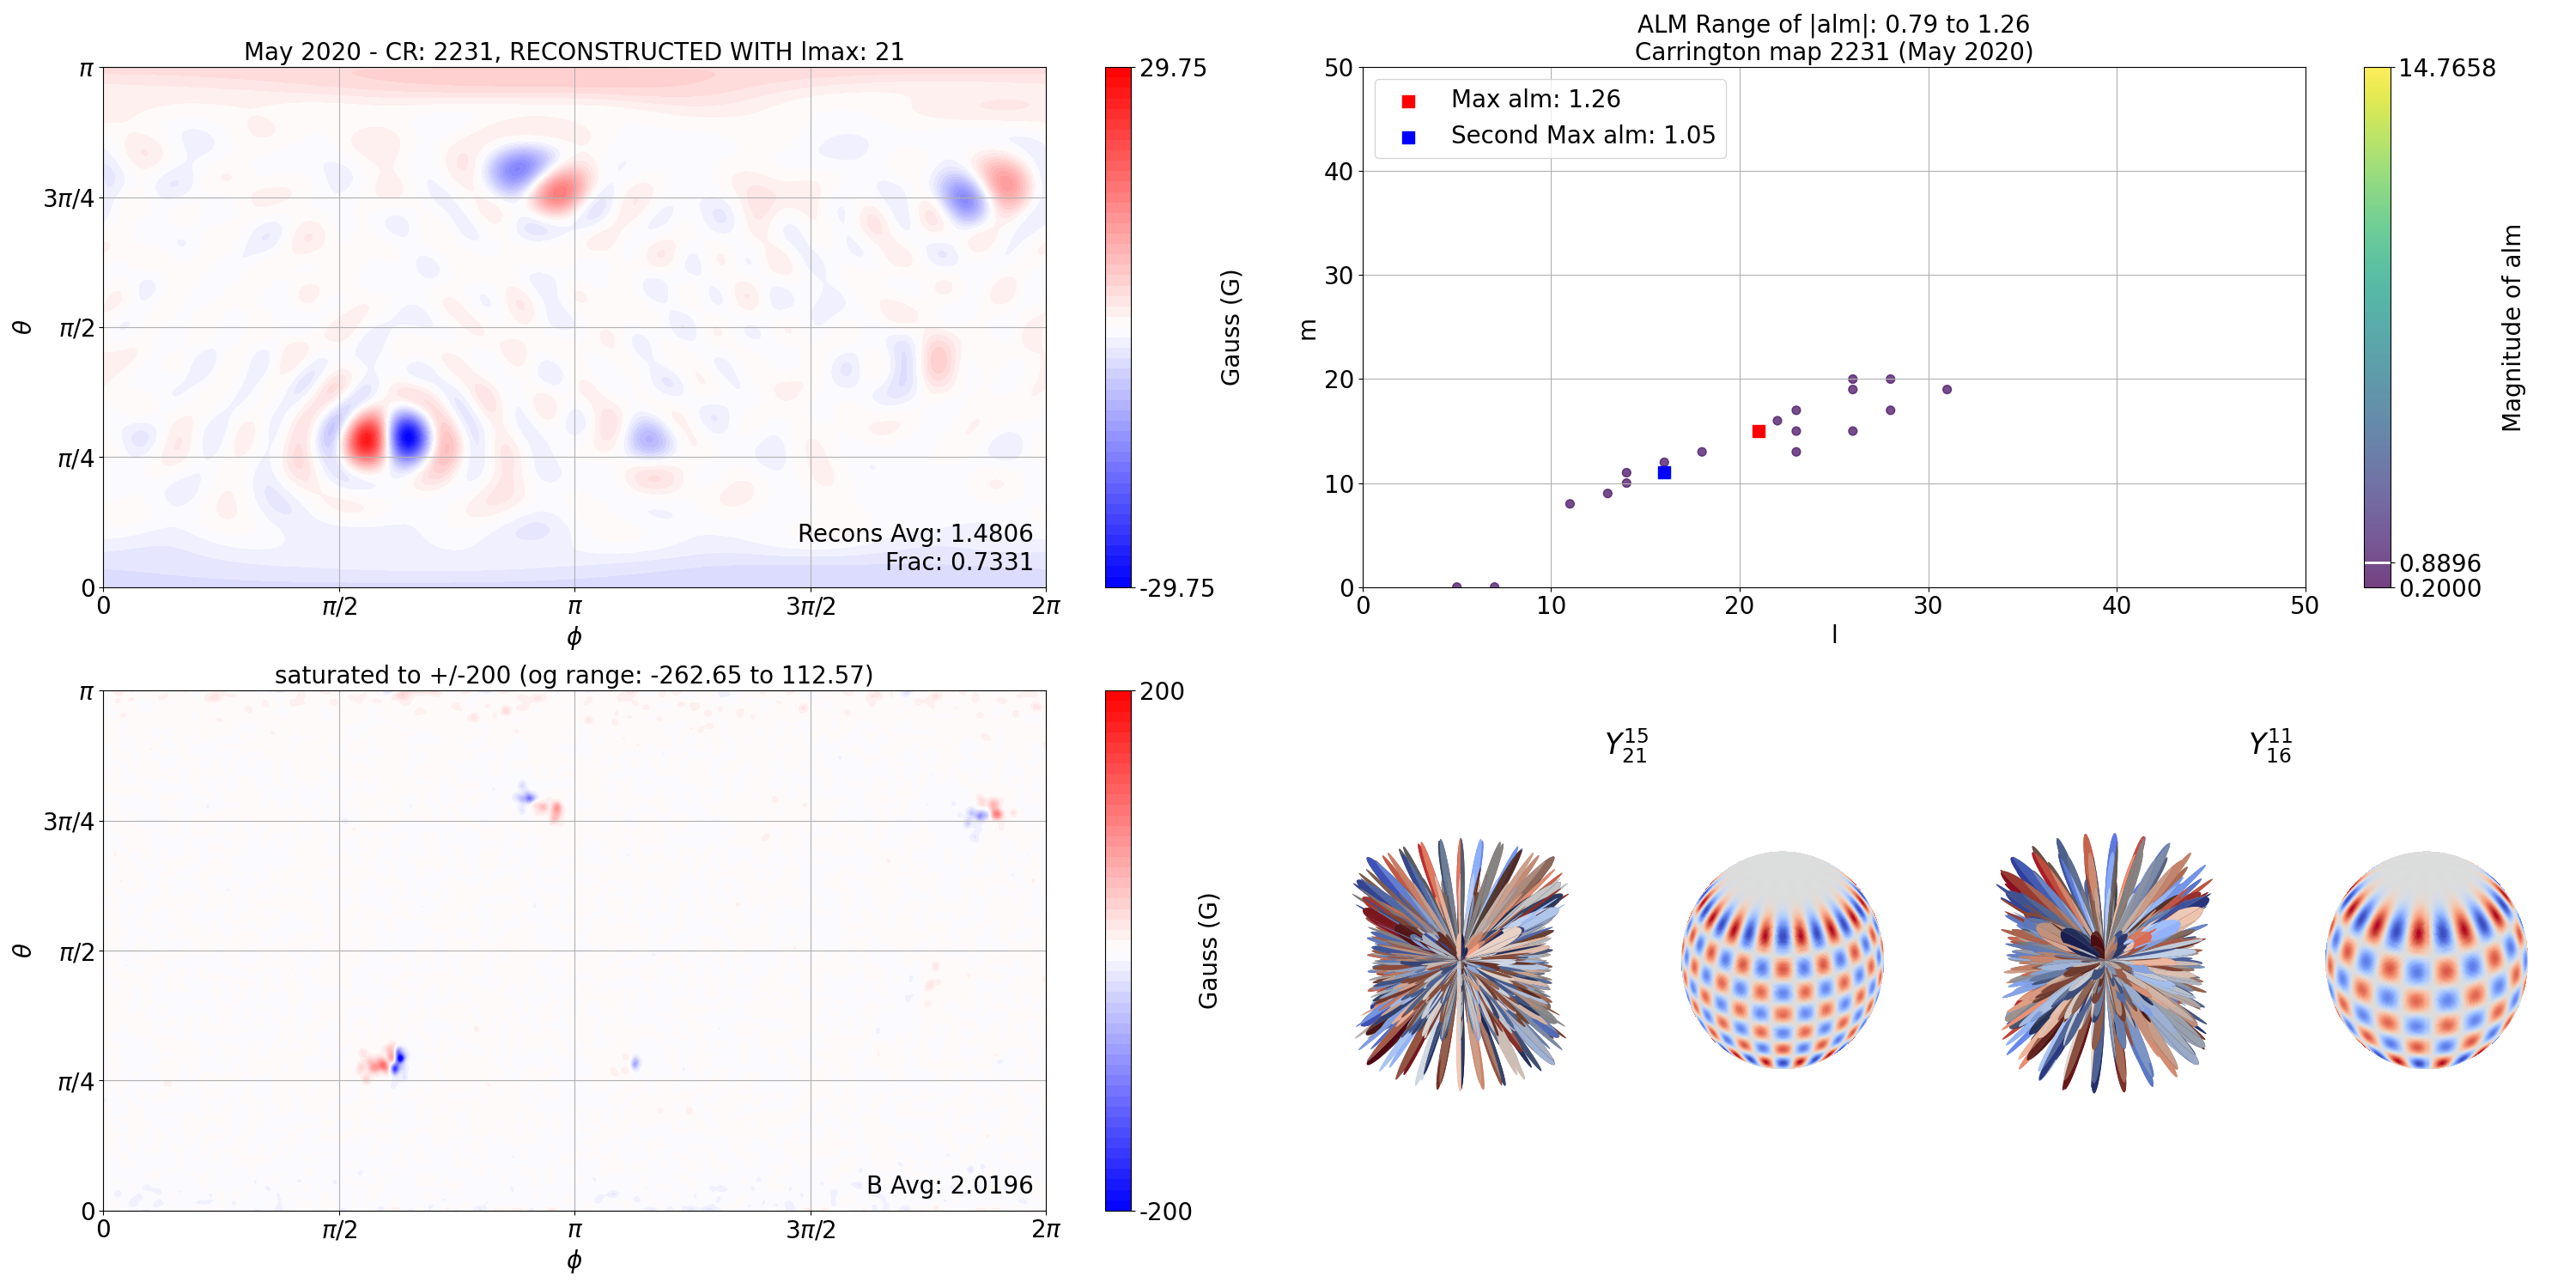 May 2020 - CR: 2231, RECONSTRUCTED WITH lmax: 21
π
3π/4
π/2
π/4
0
θ
0
π/2
π
3π/2
2π
ϕ
Recons Avg: 1.4806
Frac: 0.7331
29.75
-29.75
Gauss (G)
ALM Range of |alm|: 0.79 to 1.26
Carrington map 2231 (May 2020)
Max alm: 1.26
Second Max alm: 1.05
50
40
30
20
10
0
m
0
10
20
30
40
50
l
14.7658
0.8896
0.2000
Magnitude of alm
saturated to +/-200 (og range: -262.65 to 112.57)
π
3π/4
π/2
π/4
0
θ
0
π/2
π
3π/2
2π
ϕ
B Avg: 2.0196
200
-200
Gauss (G)
Y₂₁¹⁵
Y₁₆¹¹